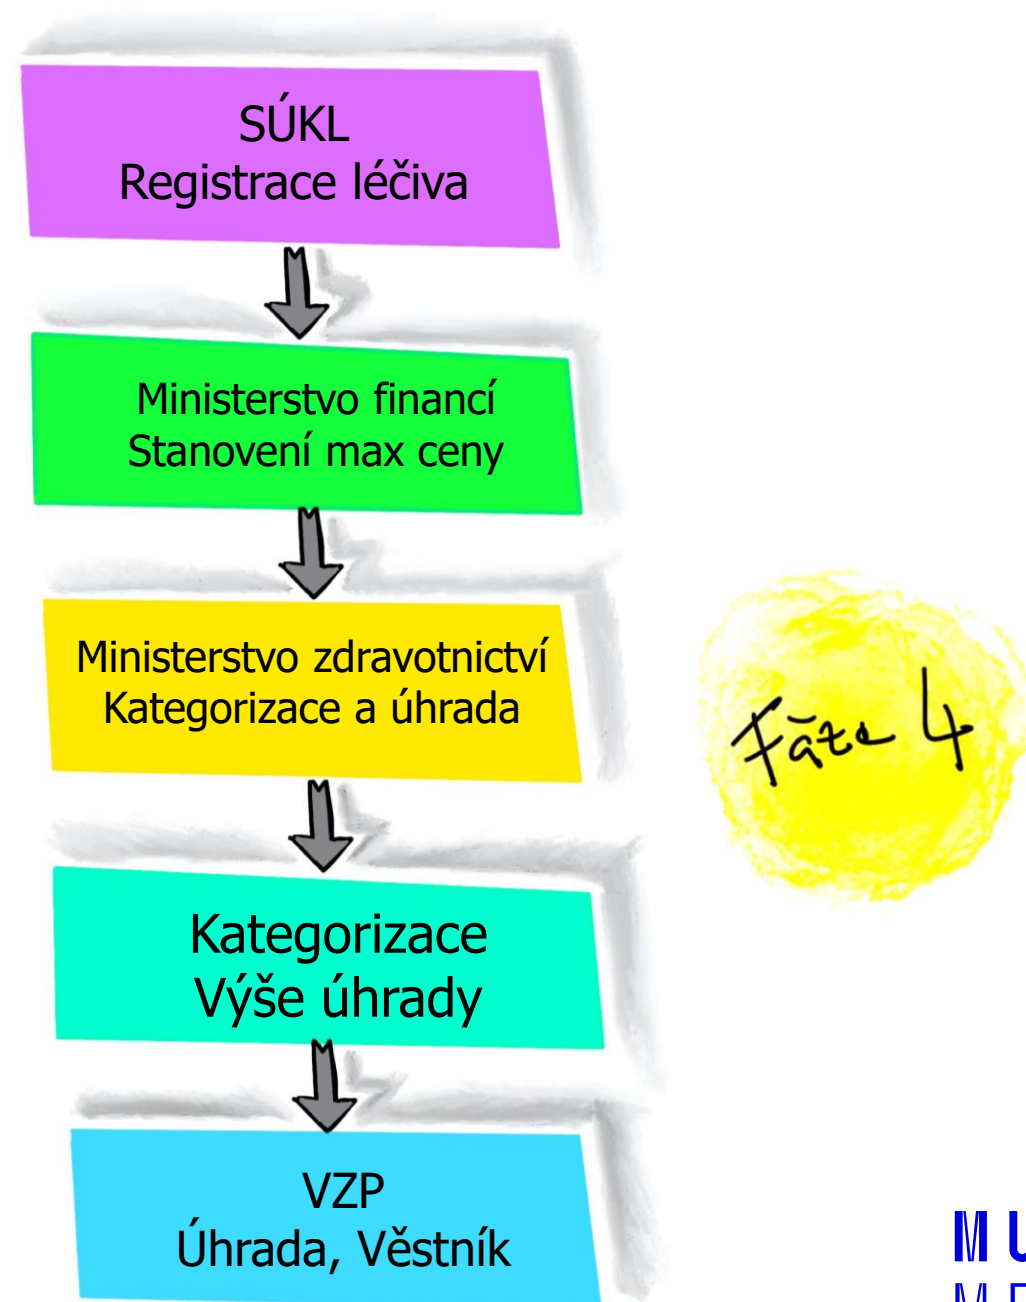 SÚKL
Registrace léčiva
Ministerstvo financí
Stanovení max ceny
Ministerstvo zdravotnictví
Kategorizace a úhrada
Fáze 4
Kategorizace
Výše úhrady
VZP
Úhrada, Věstník
MU